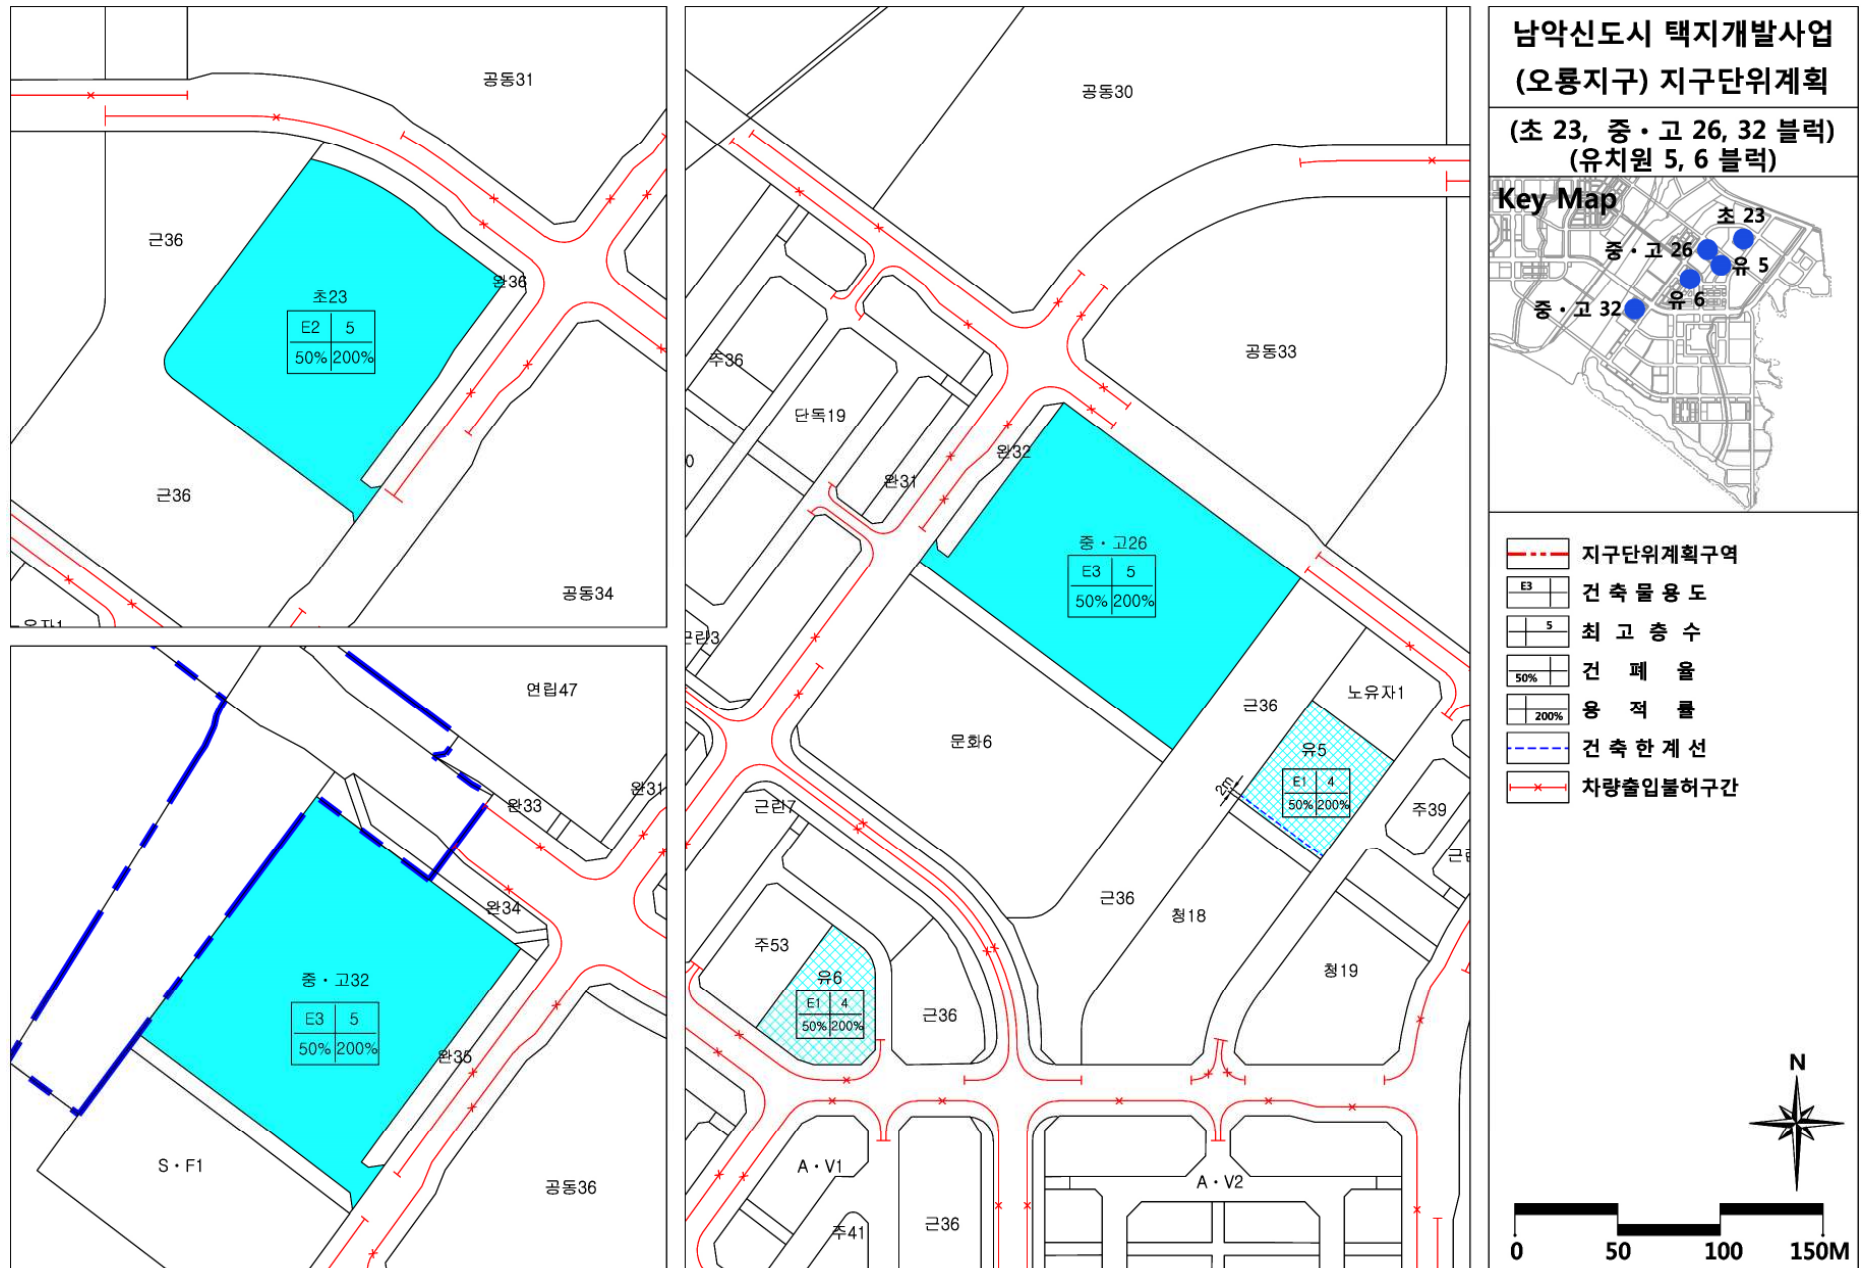 공동31
근36
완36
초23
E2 5
50% 200%
근36
공동34
유자1
연립47
완33
완31
완34
중・고32
E3 5
50% 200%
완35
S・F1
공동36
공동30
주36
단독19
0
완31
완32
공동33
중・고26
E3 5
50% 200%
근린3
문화6
근36
노유자1
유5
E1 4
50% 200%
2m
주39
근린7
근36
청18
청19
주53
유6
E1 4
50% 200%
근36
A・V1
A・V2
주41
근36
남악신도시 택지개발사업
(오룡지구) 지구단위계획
(초 23, 중・고 26, 32 블럭)
(유치원 5, 6 블럭)
Key Map
초 23
중・고 26
유 5
유 6
중・고 32
지구단위계획구역
E3 건 축 물 용 도
5 최 고 층 수
50% 건 폐 율
200% 용 적 률
건 축 한 계 선
차량출입불허구간
N
0 50 100 150M